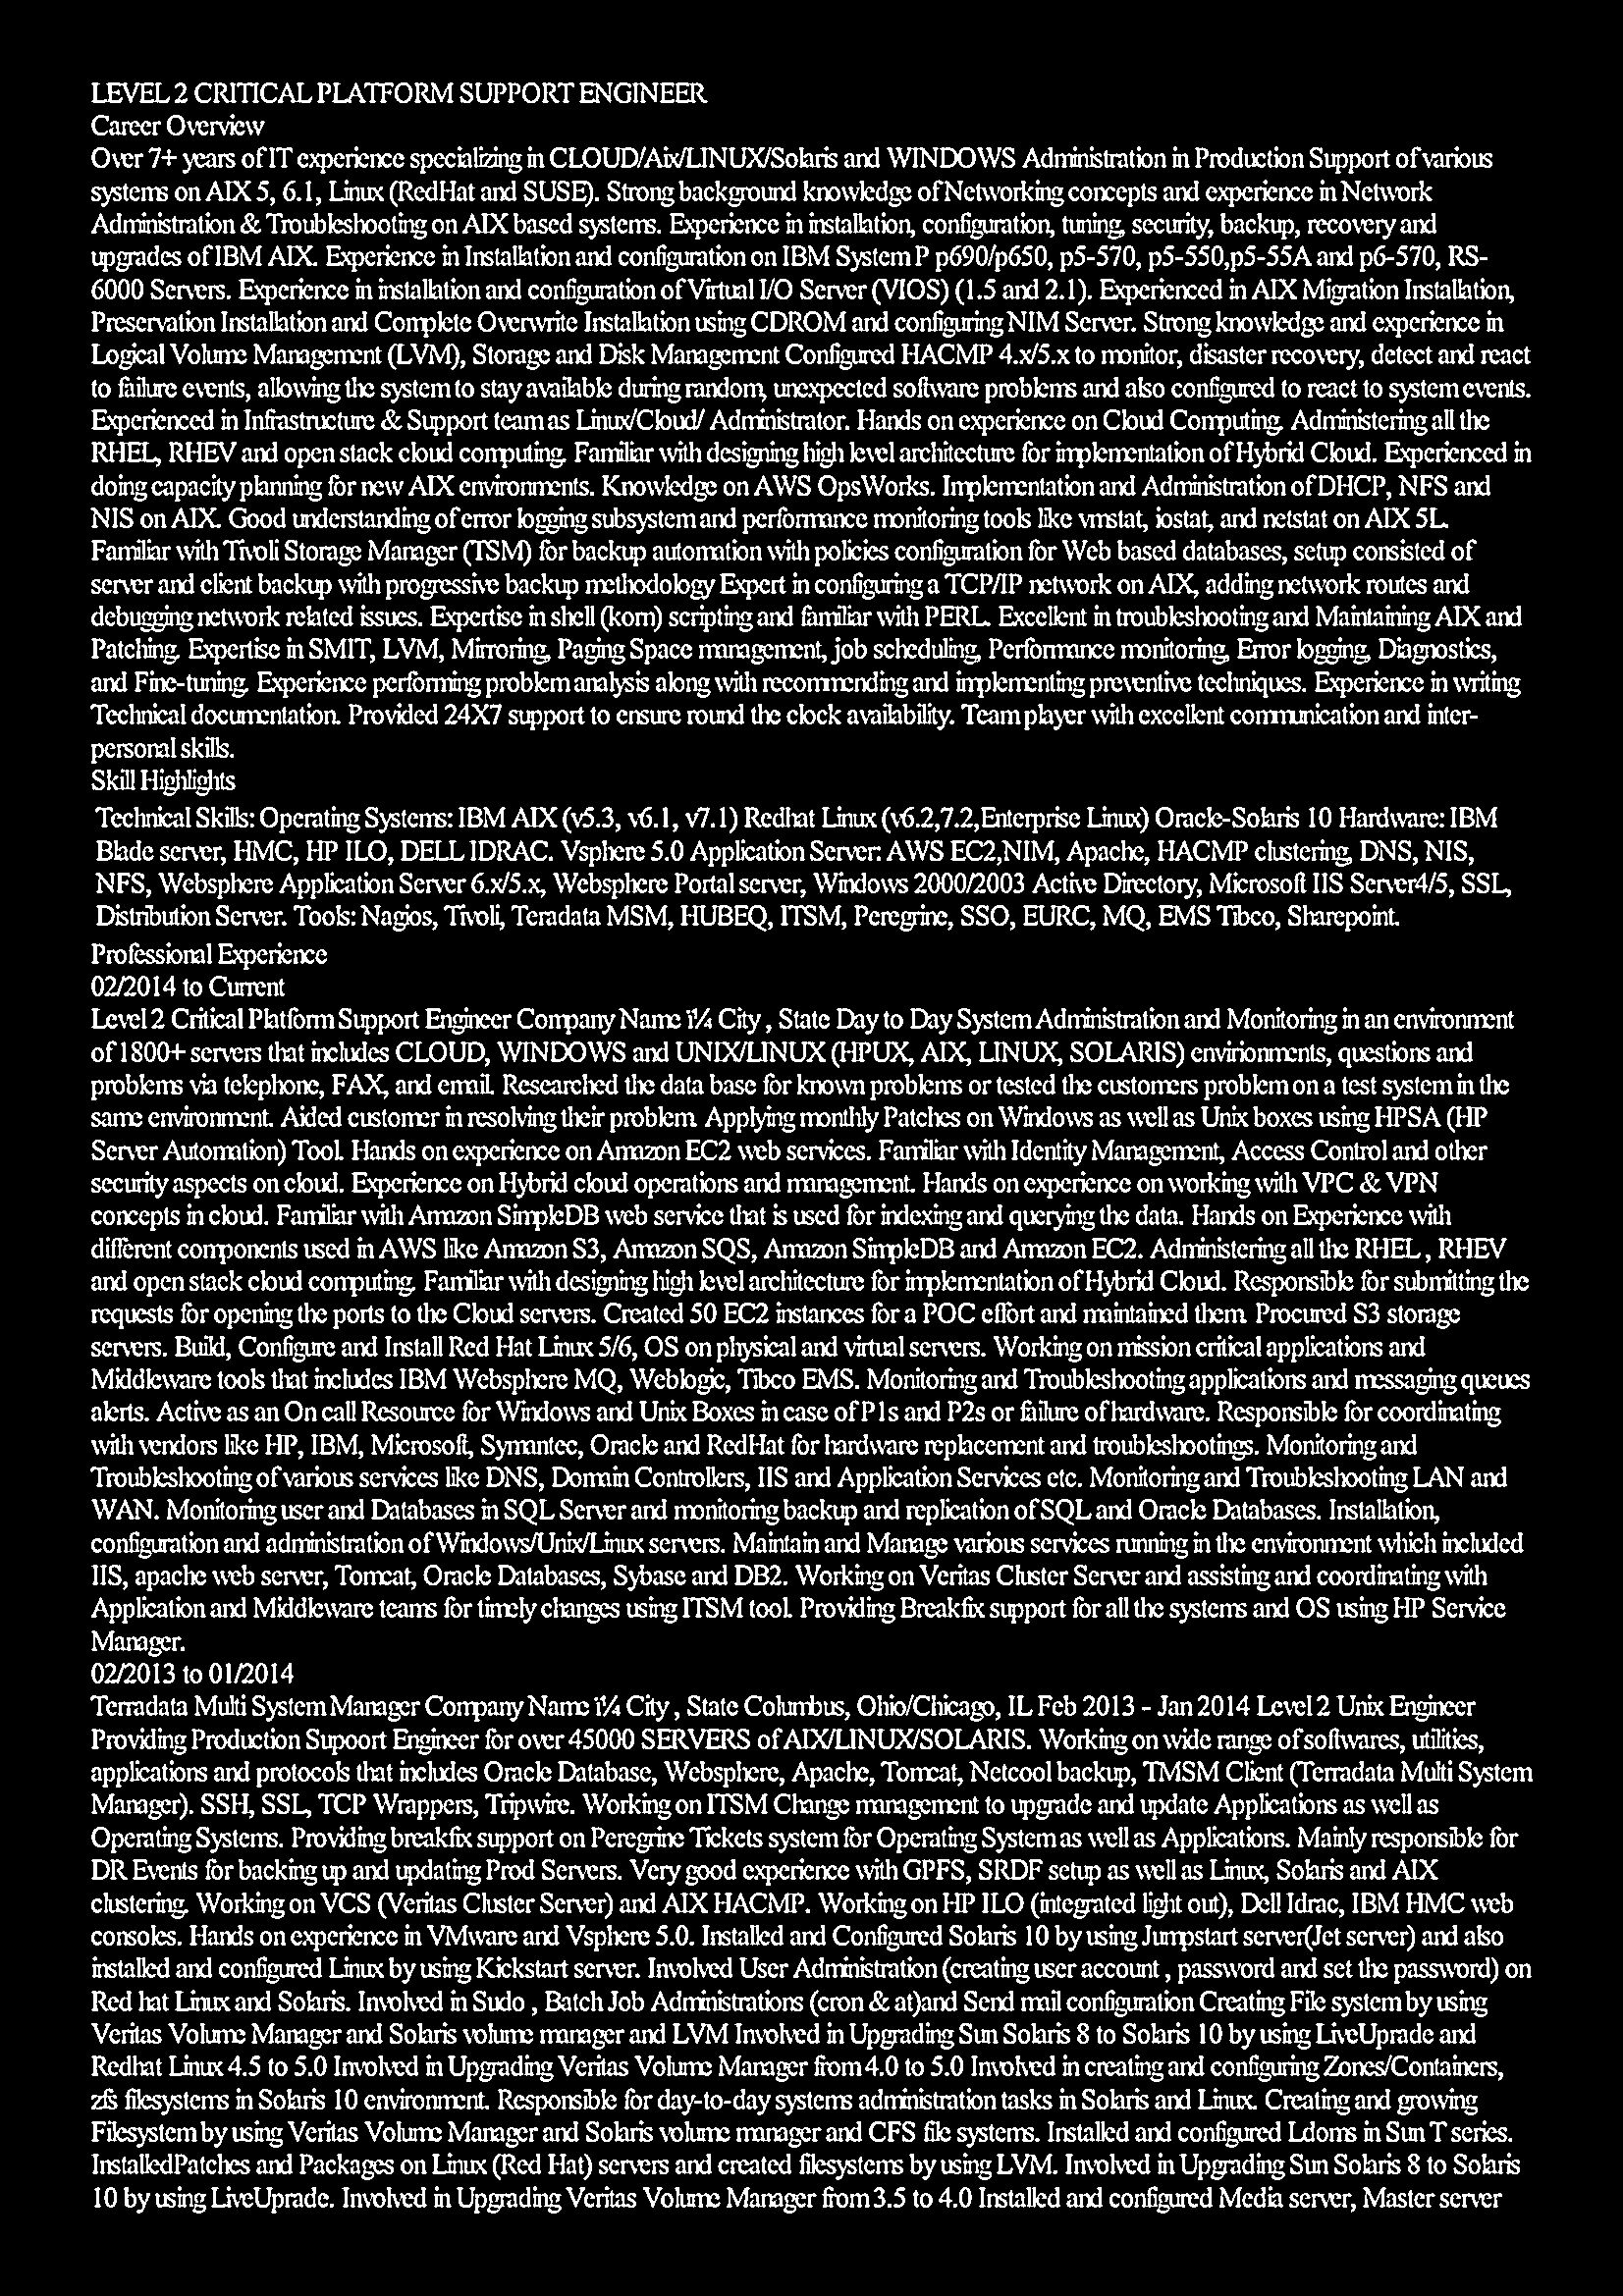 LEVEL 2 CRITICAL PLATFORM SUPPORT ENGINEER
Career Overview
Over 7+ years of IT experience specializing in CLOUD/Aix/LINUX/Solaris and WINDOWS Administration in Production Support of various
systems on AIX 5, 6.1, Linux (RedHat and SUSE). Strong background knowledge of Networking concepts and experience in Network
Administration & Troubleshooting on AIX based systems. Experience in installation, configuration, tuning, security, backup, recovery and
upgrades of IBM AIX. Experience in Installation and configuration on IBM System P p690/p650, p5-570, p5-550,p5-55A and p6-570, RS-
6000 Servers. Experience in installation and configuration of Virtual I/O Server (VIOS) (1.5 and 2.1). Experienced in AIX Migration Installation,
Preservation Installation and Complete Overwrite Installation using CDROM and configuring NIM Server. Strong knowledge and experience in
Logical Volume Management (LVM), Storage and Disk Management Configured HACMP 4.x/5.x to monitor, disaster recovery, detect and react
to failure events, allowing the system to stay available during random, unexpected software problems and also configured to react to system events.
Experienced in Infrastructure & Support team as Linux/Cloud/ Administrator. Hands on experience on Cloud Computing. Administering all the
RHEL, RHEV and open stack cloud computing. Familiar with designing high level architecture for implementation of Hybrid Cloud. Experienced in
doing capacity planning for new AIX environments. Knowledge on AWS OpsWorks. Implementation and Administration of DHCP, NFS and
NIS on AIX. Good understanding of error logging subsystem and performance monitoring tools like vmstat, iostat, and netstat on AIX 5L.
Familiar with Tivoli Storage Manager (TSM) for backup automation with policies configuration for Web based databases, setup consisted of
server and client backup with progressive backup methodology Expert in configuring a TCP/IP network on AIX, adding network routes and
debugging network related issues. Expertise in shell (korn) scripting and familiar with PERL. Excellent in troubleshooting and Maintaining AIX and
Patching. Expertise in SMIT, LVM, Mirroring, Paging Space management, job scheduling, Performance monitoring, Error logging, Diagnostics,
and Fine-tuning. Experience performing problem analysis along with recommending and implementing preventive techniques. Experience in writing
Technical documentation. Provided 24X7 support to ensure round the clock availability. Team player with excellent communication and inter-
personal skills.
Skill Highlights
Technical Skills: Operating Systems: IBM AIX (v5.3, v6.1, v7.1) Redhat Linux (v6.2,7.2,Enterprise Linux) Oracle-Solaris 10 Hardware: IBM
Blade server, HMC, HP ILO, DELL IDRAC. Vsphere 5.0 Application Server: AWS EC2,NIM, Apache, HACMP clustering, DNS, NIS,
NFS, Websphere Application Server 6.x/5.x, Websphere Portal server, Windows 2000/2003 Active Directory, Microsoft IIS Server4/5, SSL,
Distribution Server. Tools: Nagios, Tivoli, Teradata MSM, HUBEQ, ITSM, Peregrine, SSO, EURC, MQ, EMS Tibco, Sharepoint.
Professional Experience
02/2014 to Current
Level 2 Critical Platform Support Engineer Company Name ï¼ City , State Day to Day System Administration and Monitoring in an environment
of 1800+ servers that includes CLOUD, WINDOWS and UNIX/LINUX (HPUX, AIX, LINUX, SOLARIS) envirionments, questions and
problems via telephone, FAX, and email. Researched the data base for known problems or tested the customers problem on a test system in the
same environment. Aided customer in resolving their problem. Applying monthly Patches on Windows as well as Unix boxes using HPSA (HP
Server Automation) Tool. Hands on experience on Amazon EC2 web services. Familiar with Identity Management, Access Control and other
security aspects on cloud. Experience on Hybrid cloud operations and management. Hands on experience on working with VPC & VPN
concepts in cloud. Familiar with Amazon SimpleDB web service that is used for indexing and querying the data. Hands on Experience with
different components used in AWS like Amazon S3, Amazon SQS, Amazon SimpleDB and Amazon EC2. Administering all the RHEL , RHEV
and open stack cloud computing. Familiar with designing high level architecture for implementation of Hybrid Cloud. Responsible for submitting the
requests for opening the ports to the Cloud servers. Created 50 EC2 instances for a POC effort and maintained them. Procured S3 storage
servers. Build, Configure and Install Red Hat Linux 5/6, OS on physical and virtual servers. Working on mission critical applications and
Middleware tools that includes IBM Websphere MQ, Weblogic, Tibco EMS. Monitoring and Troubleshooting applications and messaging queues
alerts. Active as an On call Resource for Windows and Unix Boxes in case of P1s and P2s or failure of hardware. Responsible for coordinating
with vendors like HP, IBM, Microsoft, Symantec, Oracle and RedHat for hardware replacement and troubleshootings. Monitoring and
Troubleshooting of various services like DNS, Domain Controllers, IIS and Application Services etc. Monitoring and Troubleshooting LAN and
WAN. Monitoring user and Databases in SQL Server and monitoring backup and replication of SQL and Oracle Databases. Installation,
configuration and administration of Windows/Unix/Linux servers. Maintain and Manage various services running in the environment which included
IIS, apache web server, Tomcat, Oracle Databases, Sybase and DB2. Working on Veritas Cluster Server and assisting and coordinating with
Application and Middleware teams for timely changes using ITSM tool. Providing Breakfix support for all the systems and OS using HP Service
Manager.
02/2013 to 01/2014
Terradata Multi System Manager Company Name ï¼ City , State Columbus, Ohio/Chicago, IL Feb 2013 - Jan 2014 Level 2 Unix Engineer
Providing Production Supoort Engineer for over 45000 SERVERS of AIX/LINUX/SOLARIS. Working on wide range of softwares, utilities,
applications and protocols that includes Oracle Database, Websphere, Apache, Tomcat, Netcool backup, TMSM Client (Terradata Multi System
Manager). SSH, SSL, TCP Wrappers, Tripwire. Working on ITSM Change management to upgrade and update Applications as well as
Operating Systems. Providing breakfix support on Peregrine Tickets system for Operating System as well as Applications. Mainly responsible for
DR Events for backing up and updating Prod Servers. Very good experience with GPFS, SRDF setup as well as Linux, Solaris and AIX
clustering. Working on VCS (Veritas Cluster Server) and AIX HACMP. Working on HP ILO (integrated light out), Dell Idrac, IBM HMC web
consoles. Hands on experience in VMware and Vsphere 5.0. Installed and Configured Solaris 10 by using Jumpstart server(Jet server) and also
installed and configured Linux by using Kickstart server. Involved User Administration (creating user account , password and set the password) on
Red hat Linux and Solaris. Involved in Sudo , Batch Job Administrations (cron & at)and Send mail configuration Creating File system by using
Veritas Volume Manager and Solaris volume manager and LVM Involved in Upgrading Sun Solaris 8 to Solaris 10 by using LiveUprade and
Redhat Linux 4.5 to 5.0 Involved in Upgrading Veritas Volume Manager from 4.0 to 5.0 Involved in creating and configuring Zones/Containers,
zfs filesystems in Solaris 10 environment. Responsible for day-to-day systems administration tasks in Solaris and Linux. Creating and growing
Filesystem by using Veritas Volume Manager and Solaris volume manager and CFS file systems. Installed and configured Ldoms in Sun T series.
InstalledPatches and Packages on Linux (Red Hat) servers and created filesystems by using LVM. Involved in Upgrading Sun Solaris 8 to Solaris
10 by using LiveUprade. Involved in Upgrading Veritas Volume Manager from 3.5 to 4.0 Installed and configured Media server, Master server